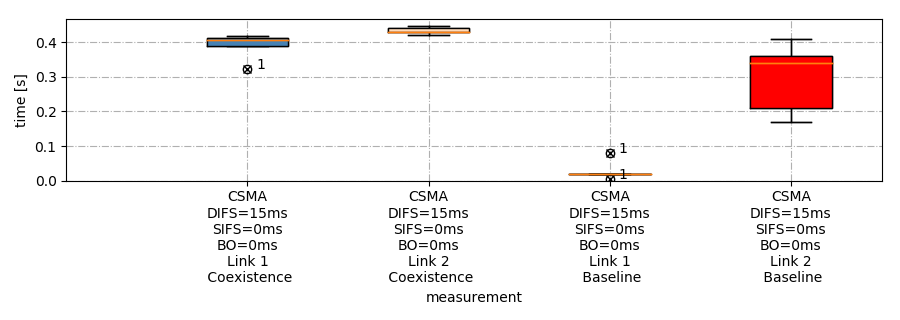 time [s]
0.4
0.3
0.2
0.1
0.0
1
1
1
CSMA
DIFS=15ms
SIFS=0ms
BO=0ms
Link 1
Coexistence
CSMA
DIFS=15ms
SIFS=0ms
BO=0ms
Link 2
Coexistence
CSMA
DIFS=15ms
SIFS=0ms
BO=0ms
Link 1
Baseline
CSMA
DIFS=15ms
SIFS=0ms
BO=0ms
Link 2
Baseline
measurement